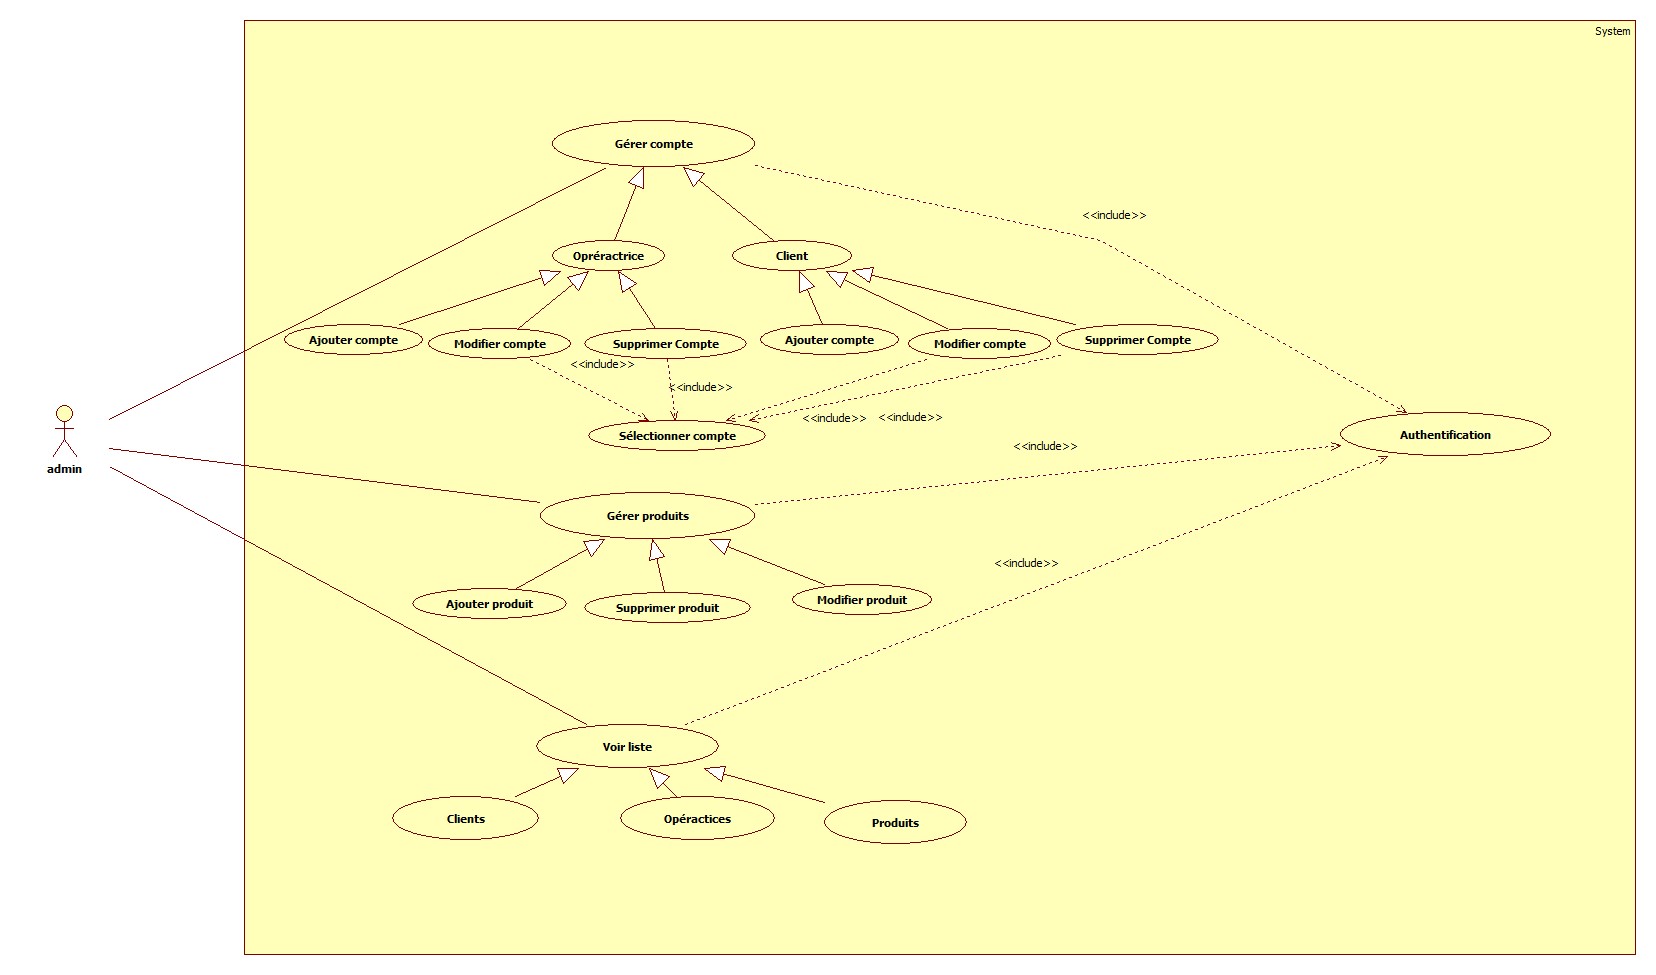 System
Gérer compte
<<include>>
Opréractrice
Client
Ajouter compte
Modifier compte
Supprimer Compte
Ajouter compte
Modifier compte
Supprimer Compte
<<include>>
<<include>>
<<include>>
<<include>>
Sélectionner compte
Authentification
<<include>>
admin
Gérer produits
<<include>>
Ajouter produit
Supprimer produit
Modifier produit
Voir liste
Clients
Opéractices
Produits